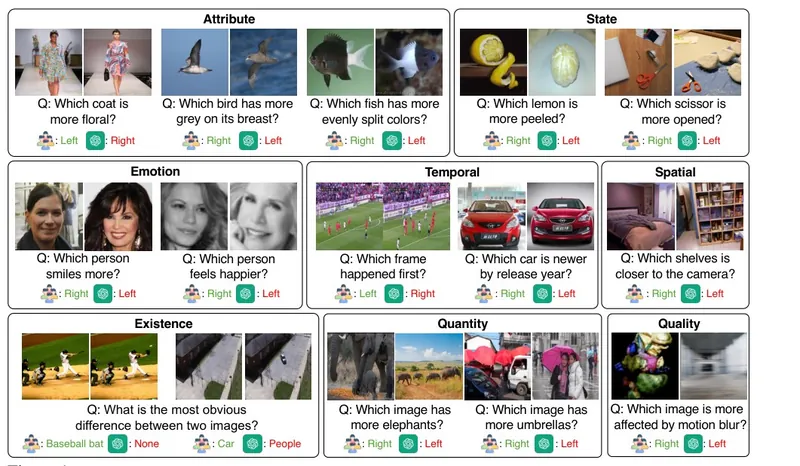 Attribute
Q: Which coat is
more floral?
: Left : Right
Q: Which bird has more
grey on its breast?
: Right : Left
Q: Which fish has more
evenly split colors?
: Right : Left
State
Q: Which lemon is
more peeled?
: Right : Left
Q: Which scissor is
more opened?
: Right : Left
Emotion
Q: Which person
smiles more?
: Right : Left
Q: Which person
feels happier?
: Right : Left
Temporal
Q: Which frame
happened first?
: Left : Right
Q: Which car is newer
by release year?
: Right : Left
Spatial
Q: Which shelves is
closer to the camera?
: Right : Left
Existence
Q: What is the most obvious
difference between two images?
: Baseball bat : None
: Car : People
Quantity
Q: Which image has
more elephants?
: Right : Left
Q: Which image has
more umbrellas?
: Right : Left
Quality
Q: Which image is more
affected by motion blur?
: Right : Left